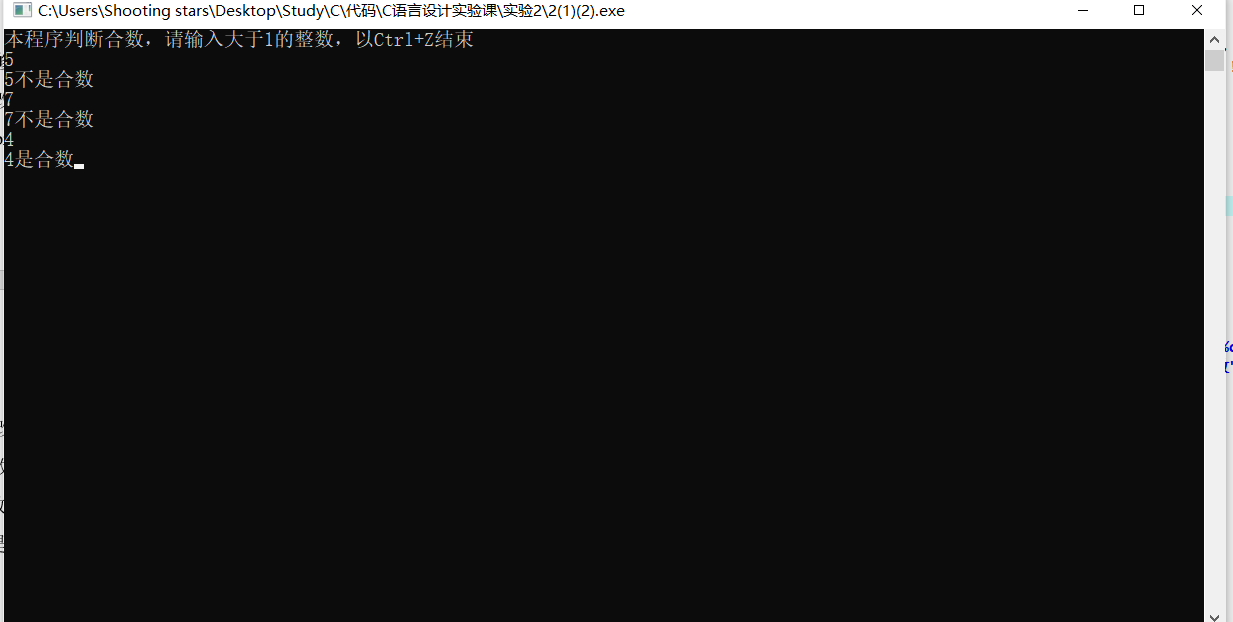 C:\Users\Shooting stars\Desktop\Study\C\代码\C语言设计实验课\实验2\2(1)(2).exe
本程序判断合数，请输入大于1的整数，以Ctrl+Z结束
5
5不是合数
7
7不是合数
4
4是合数